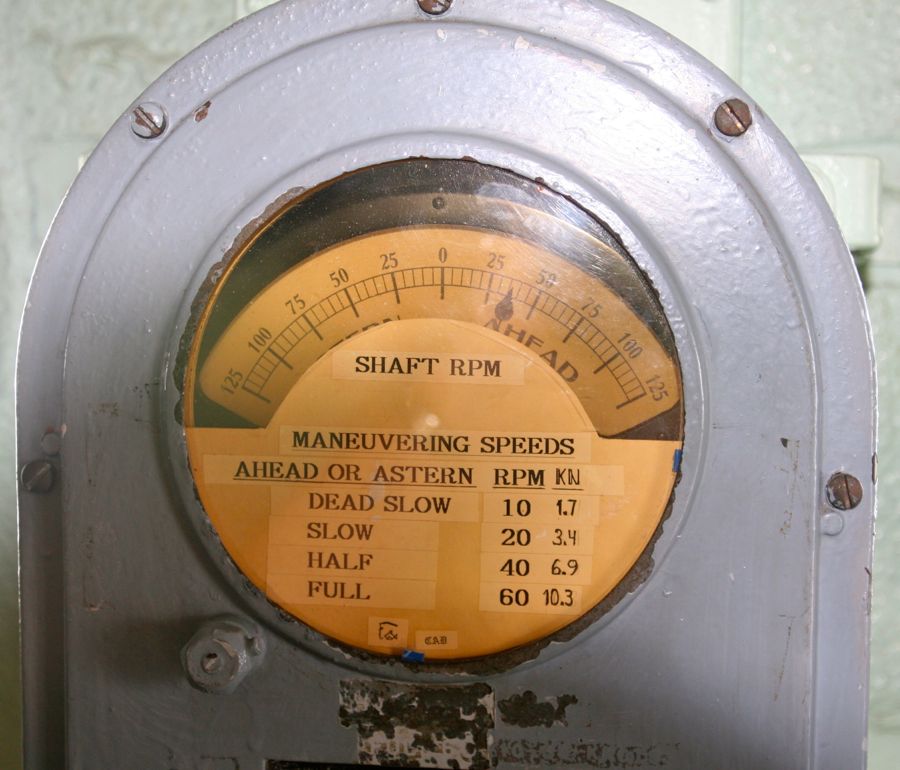 125 100 75 50 25 0 25 50 75 100 125
AHEAD
SHAFT RPM
MANEUVERING SPEEDS
AHEAD OR ASTERN RPM KN
DEAD SLOW 10 1.7
SLOW 20 3.4
HALF 40 6.9
FULL 60 10.3
CAD